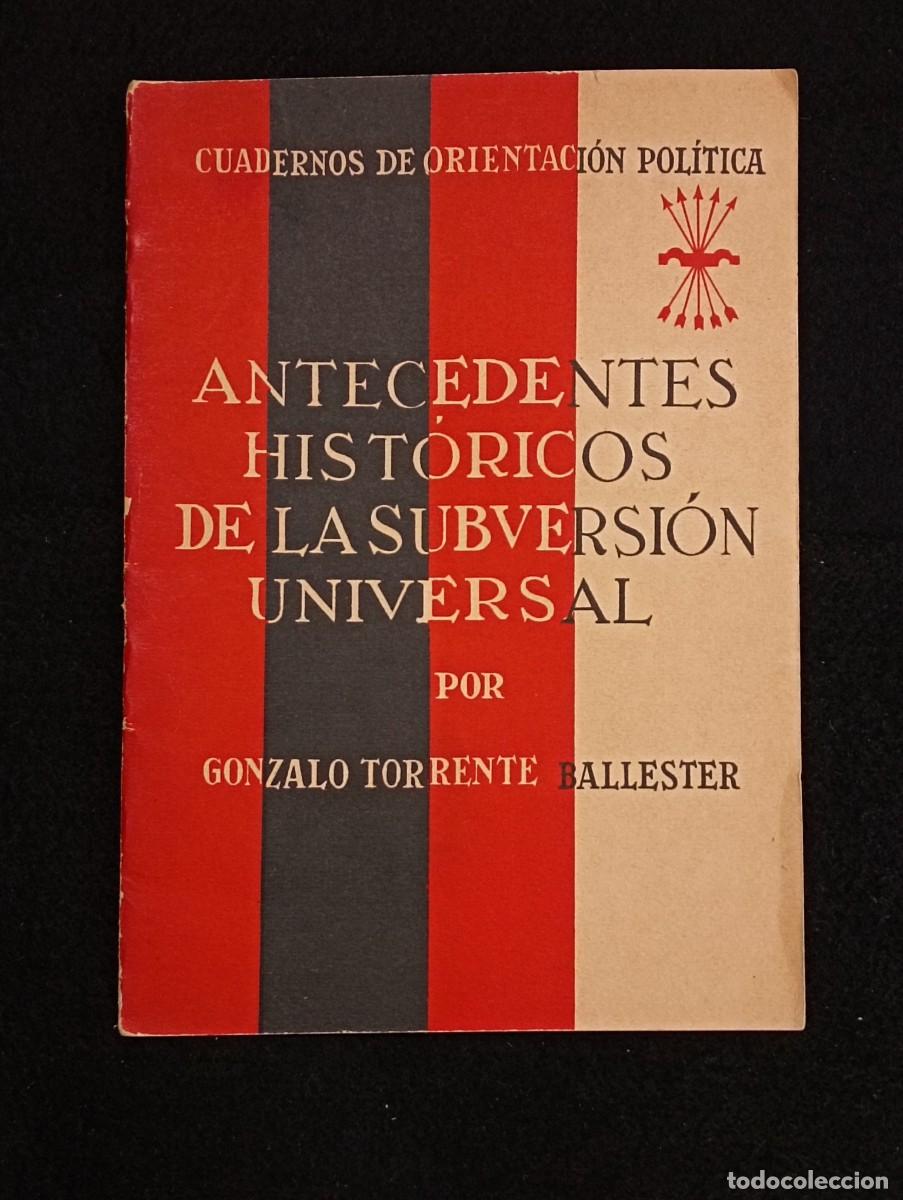 CUADERNOS DE ORIENTACIÓN POLÍTICA
ANTECEDENTES
HISTÓRICOS
DE LA SUBVERSIÓN
UNIVERSAL
POR
GONZALO TORRENTE BALLESTER
todocoleccion